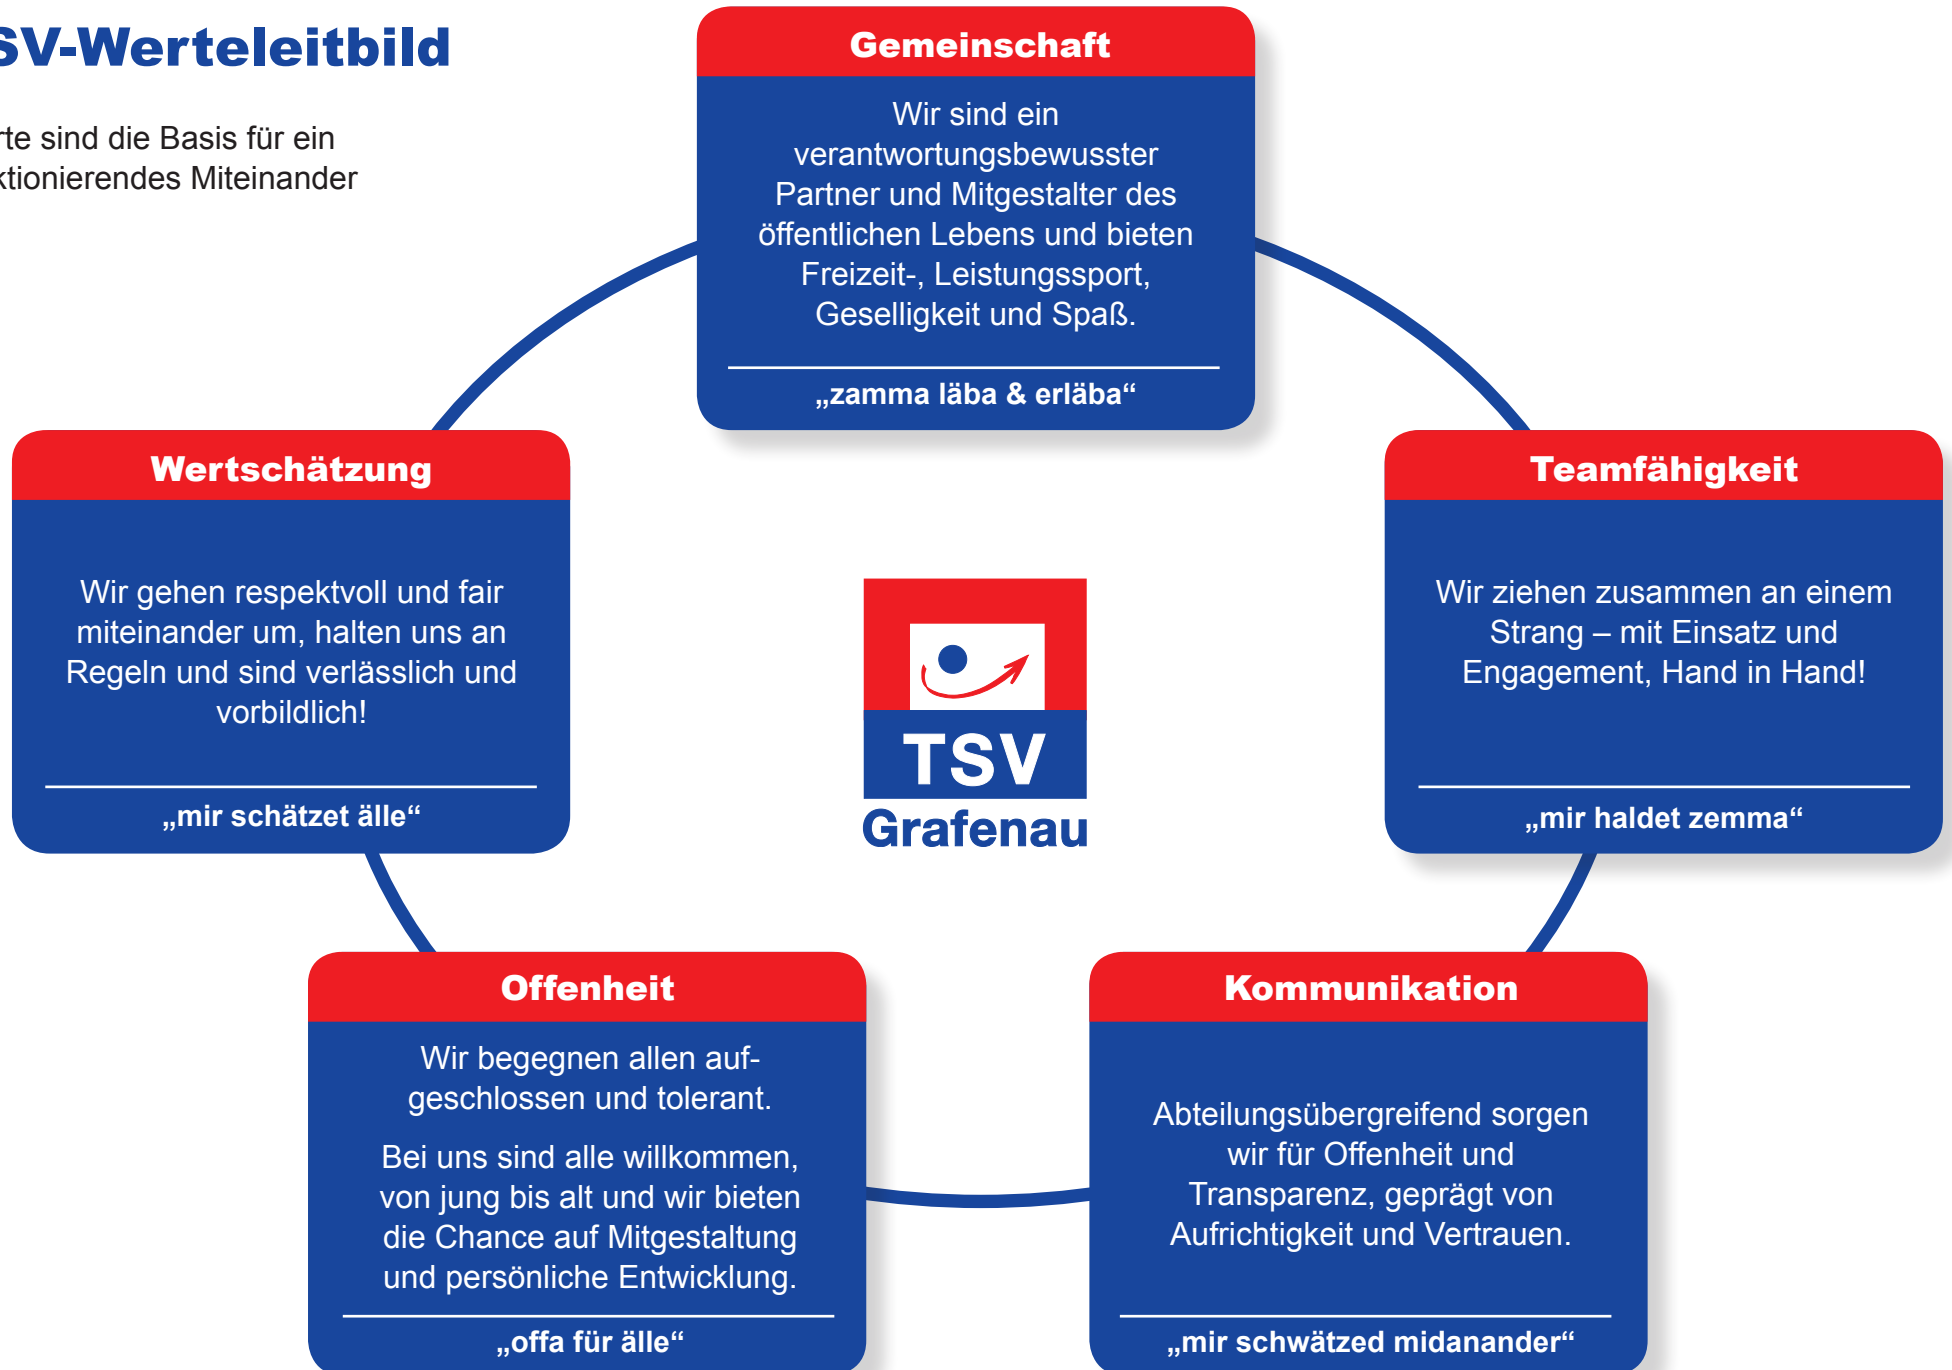 SV-Werteleitbild
rte sind die Basis für ein
ktionierendes Miteinander
Gemeinschaft
Wir sind ein
verantwortungsbewusster
Partner und Mitgestalter des
öffentlichen Lebens und bieten
Freizeit-, Leistungssport,
Geselligkeit und Spaß.
„zamma läba & erläba“
Wertschätzung
Wir gehen respektvoll und fair
miteinander um, halten uns an
Regeln und sind verlässlich und
vorbildlich!
„mir schätzet älle“
Teamfähigkeit
Wir ziehen zusammen an einem
Strang – mit Einsatz und
Engagement, Hand in Hand!
„mir haldet zemma“
TSV
Grafenau
Offenheit
Wir begegnen allen auf-
geschlossen und tolerant.
Bei uns sind alle willkommen,
von jung bis alt und wir bieten
die Chance auf Mitgestaltung
und persönliche Entwicklung.
„offa für älle“
Kommunikation
Abteilungsübergreifend sorgen
wir für Offenheit und
Transparenz, geprägt von
Aufrichtigkeit und Vertrauen.
„mir schwätzed midanander“